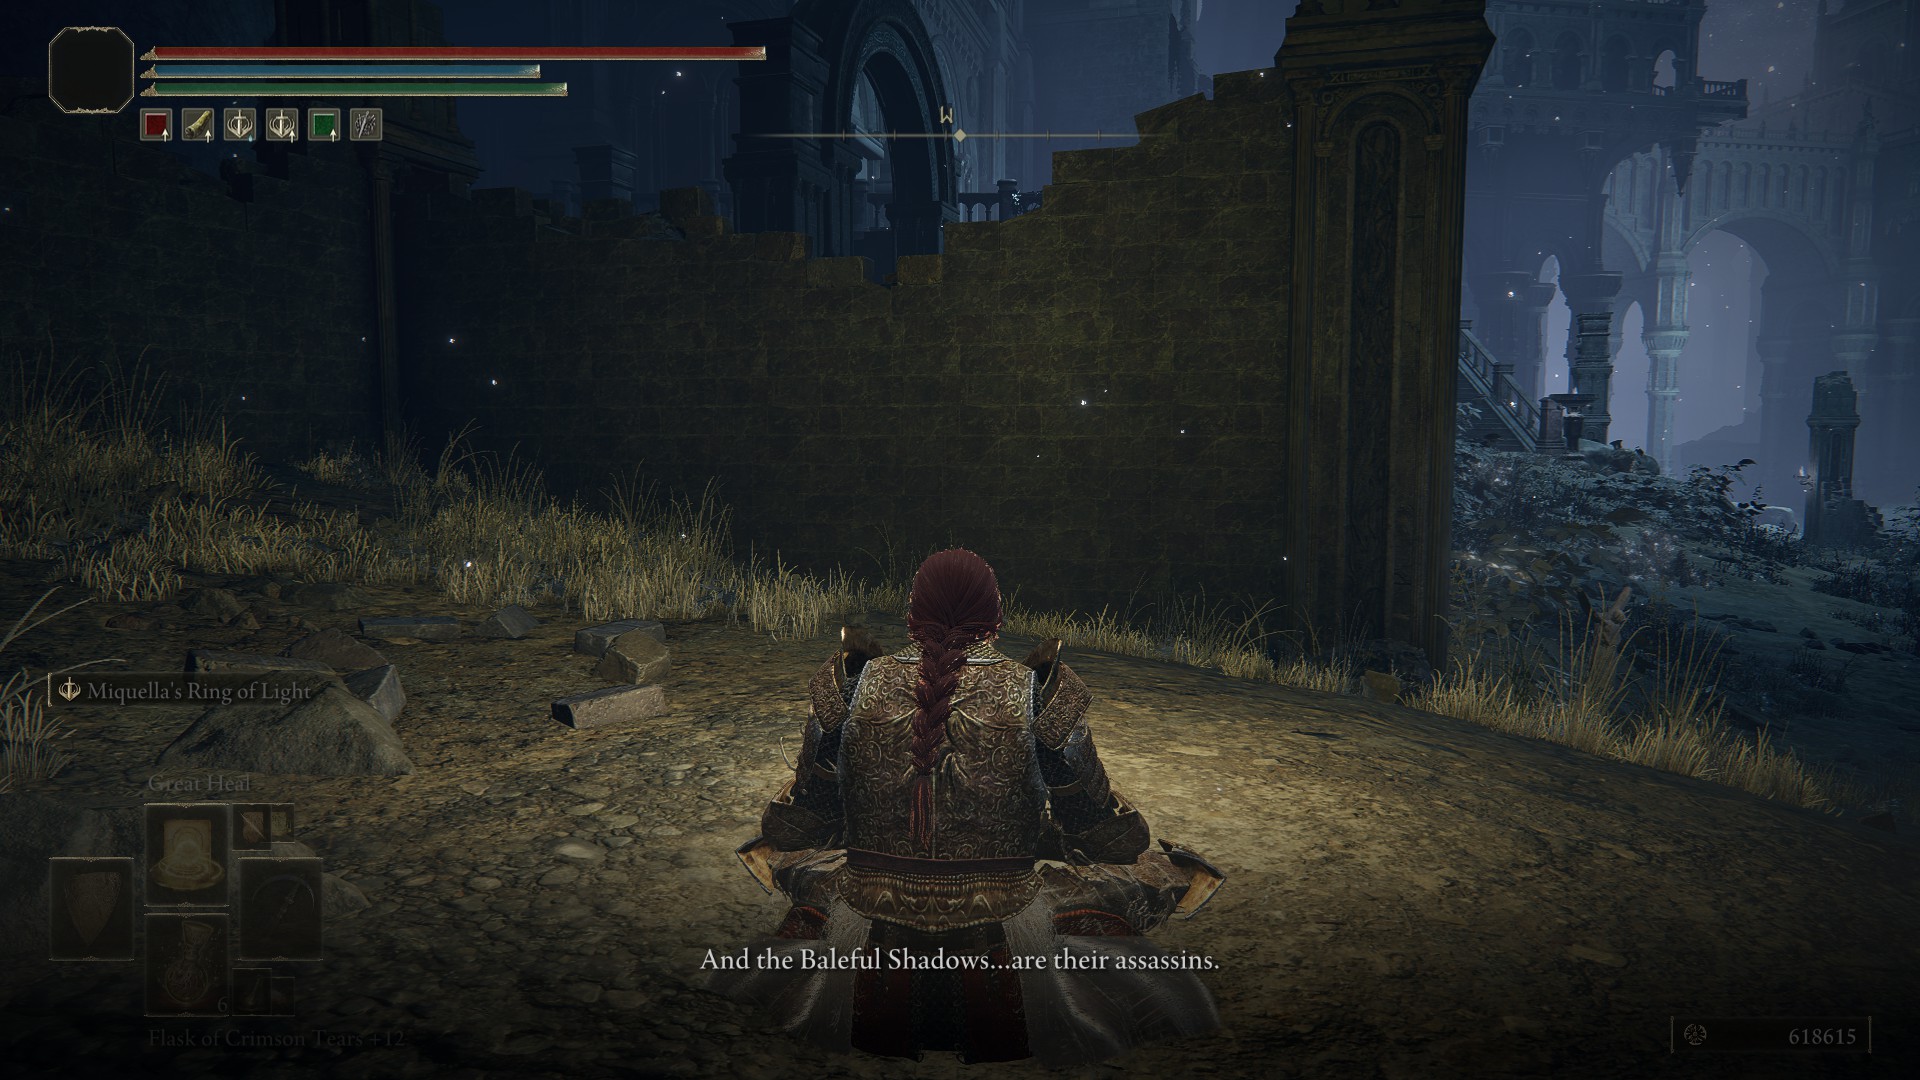 W
Miquella's Ring of Light
Great Heal
6
Flask of Crimson Tears +12
And the Baleful Shadows...are their assassins.
618615